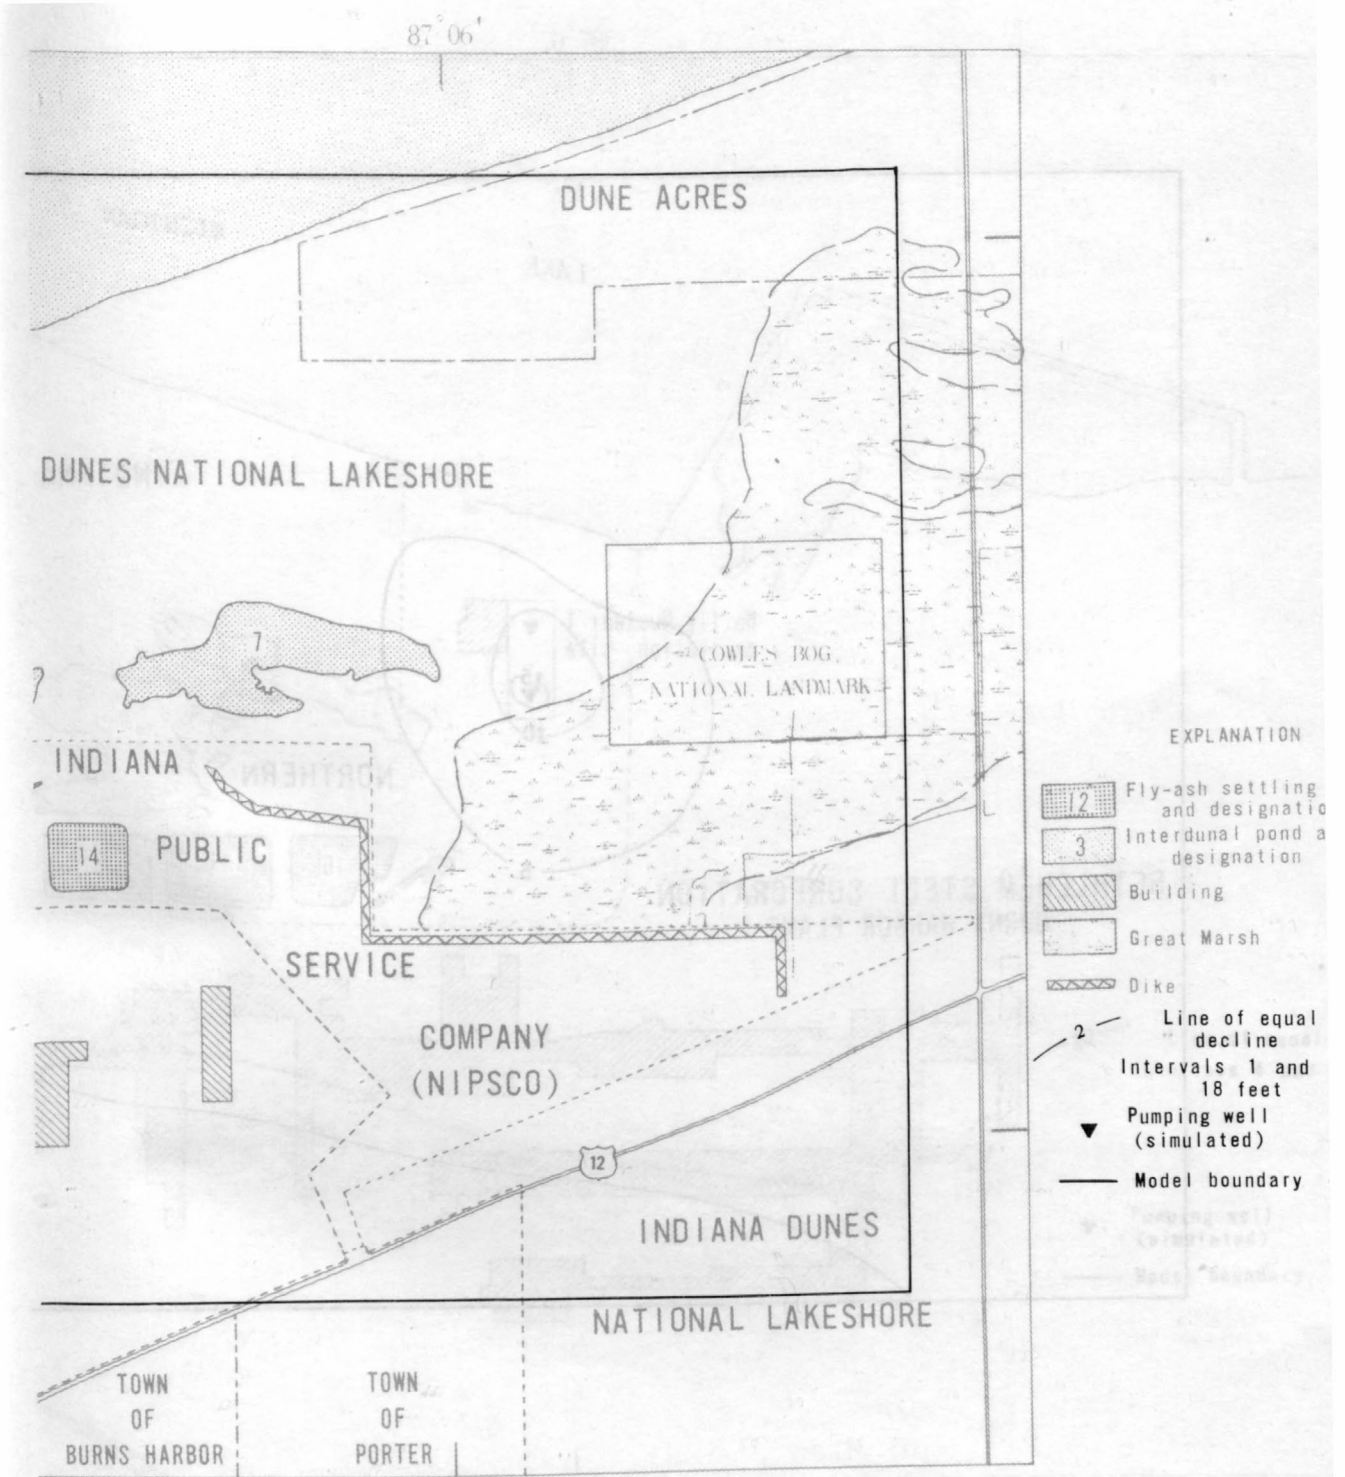 87°06'
DUNE ACRES
DUNES NATIONAL LAKESHORE
7
COWLES BOG
NATIONAL LANDMARK
INDIANA
14
PUBLIC
SERVICE
COMPANY
(NIPSCO)
12
INDIANA DUNES
NATIONAL LAKESHORE
TOWN
OF
BURNS HARBOR
TOWN
OF
PORTER
EXPLANATION
12
Fly-ash settling
and designatio
3
Interdunal pond a
designation
Building
Great Marsh
Dike
2
Line of equal
decline
Intervals 1 and
18 feet
Pumping well
(simulated)
Model boundary